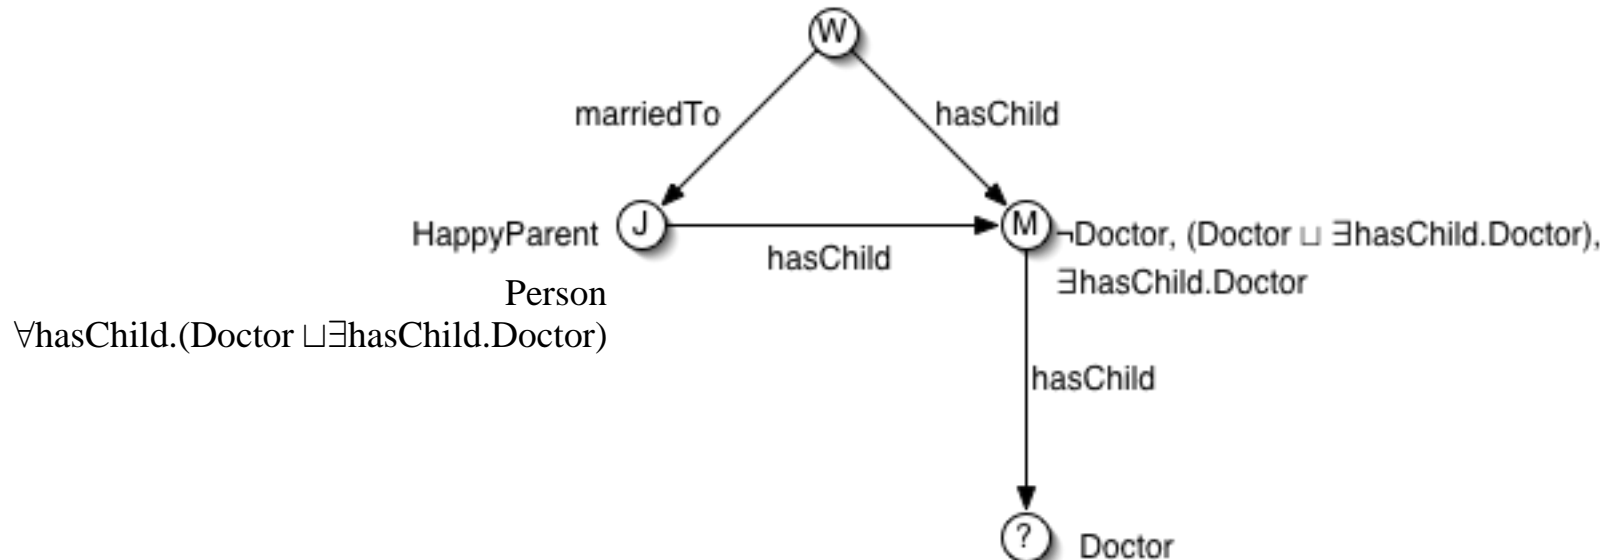 W
marriedTo
hasChild
HappyParent
J
M
¬Doctor, (Doctor ⊔ ∃hasChild.Doctor),
hasChild
∃hasChild.Doctor
Person
∀hasChild.(Doctor ⊔∃hasChild.Doctor)
hasChild
?
Doctor